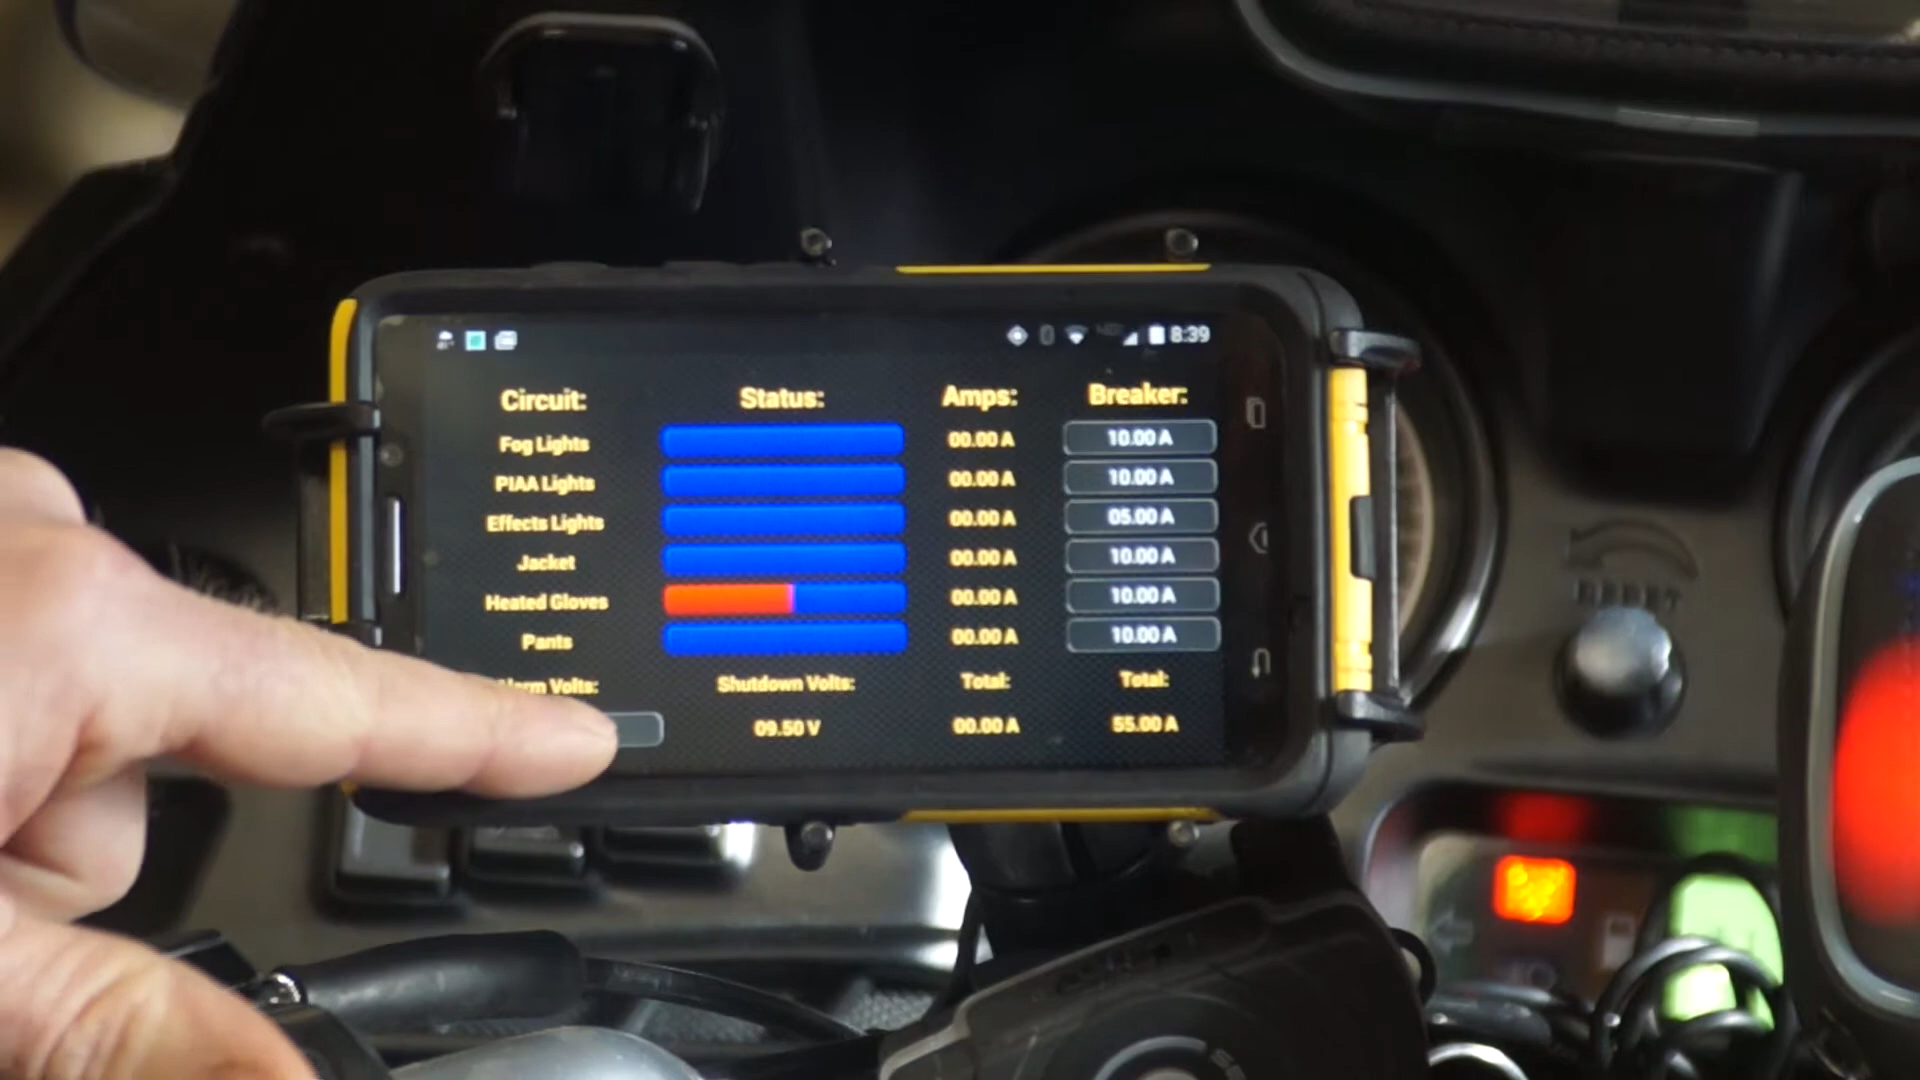 8:39
Circuit: Status: Amps: Breaker:
Fog Lights 00.00 A 10.00 A
PIAA Lights 00.00 A 10.00 A
Effects Lights 00.00 A 05.00 A
Jacket 00.00 A 10.00 A
Heated Gloves 00.00 A 10.00 A
Pants 00.00 A 10.00 A
Volts: Shutdown Volts: Total: Total:
09.50 V 00.00 A 55.00 A
RESET